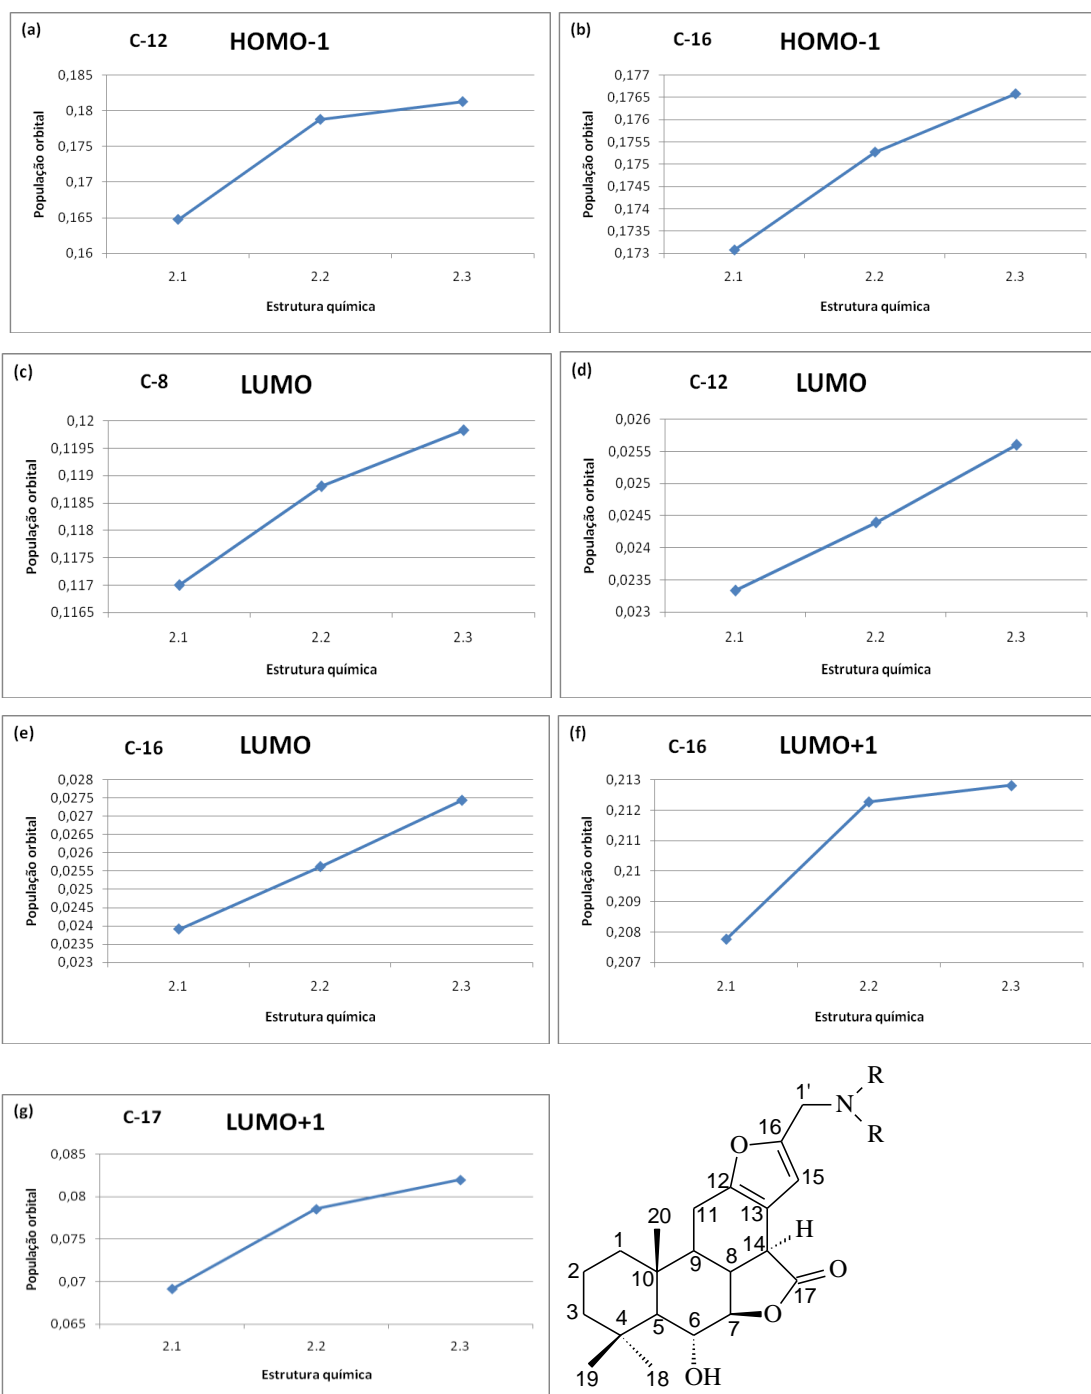 (a)
C-12 HOMO-1
0,185
0,18
0,175
0,17
0,165
0,16
População orbital
2.1 2.2 2.3
Estrutura química
(b)
C-16 HOMO-1
0,177
0,1765
0,176
0,1755
0,175
0,1745
0,174
0,1735
0,173
População orbital
2.1 2.2 2.3
Estrutura química
(c)
C-8 LUMO
0,12
0,1195
0,119
0,1185
0,118
0,1175
0,117
0,1165
População orbital
2.1 2.2 2.3
Estrutura química
(d)
C-12 LUMO
0,026
0,0255
0,025
0,0245
0,024
0,0235
0,023
População orbital
2.1 2.2 2.3
Estrutura química
(e)
C-16 LUMO
0,028
0,0275
0,027
0,0265
0,026
0,0255
0,025
0,0245
0,024
0,0235
0,023
População orbital
2.1 2.2 2.3
Estrutura química
(f)
C-16 LUMO+1
0,213
0,212
0,211
0,21
0,209
0,208
0,207
População orbital
2.1 2.2 2.3
Estrutura química
(g)
C-17 LUMO+1
0,085
0,08
0,075
0,07
0,065
População orbital
2.1 2.2 2.3
Estrutura química
R
1' N
R
16
O
15
12
13
11
20
H
14
1
8
9
2
10
O
17
3
4
5
6
7
O
19
18
OH